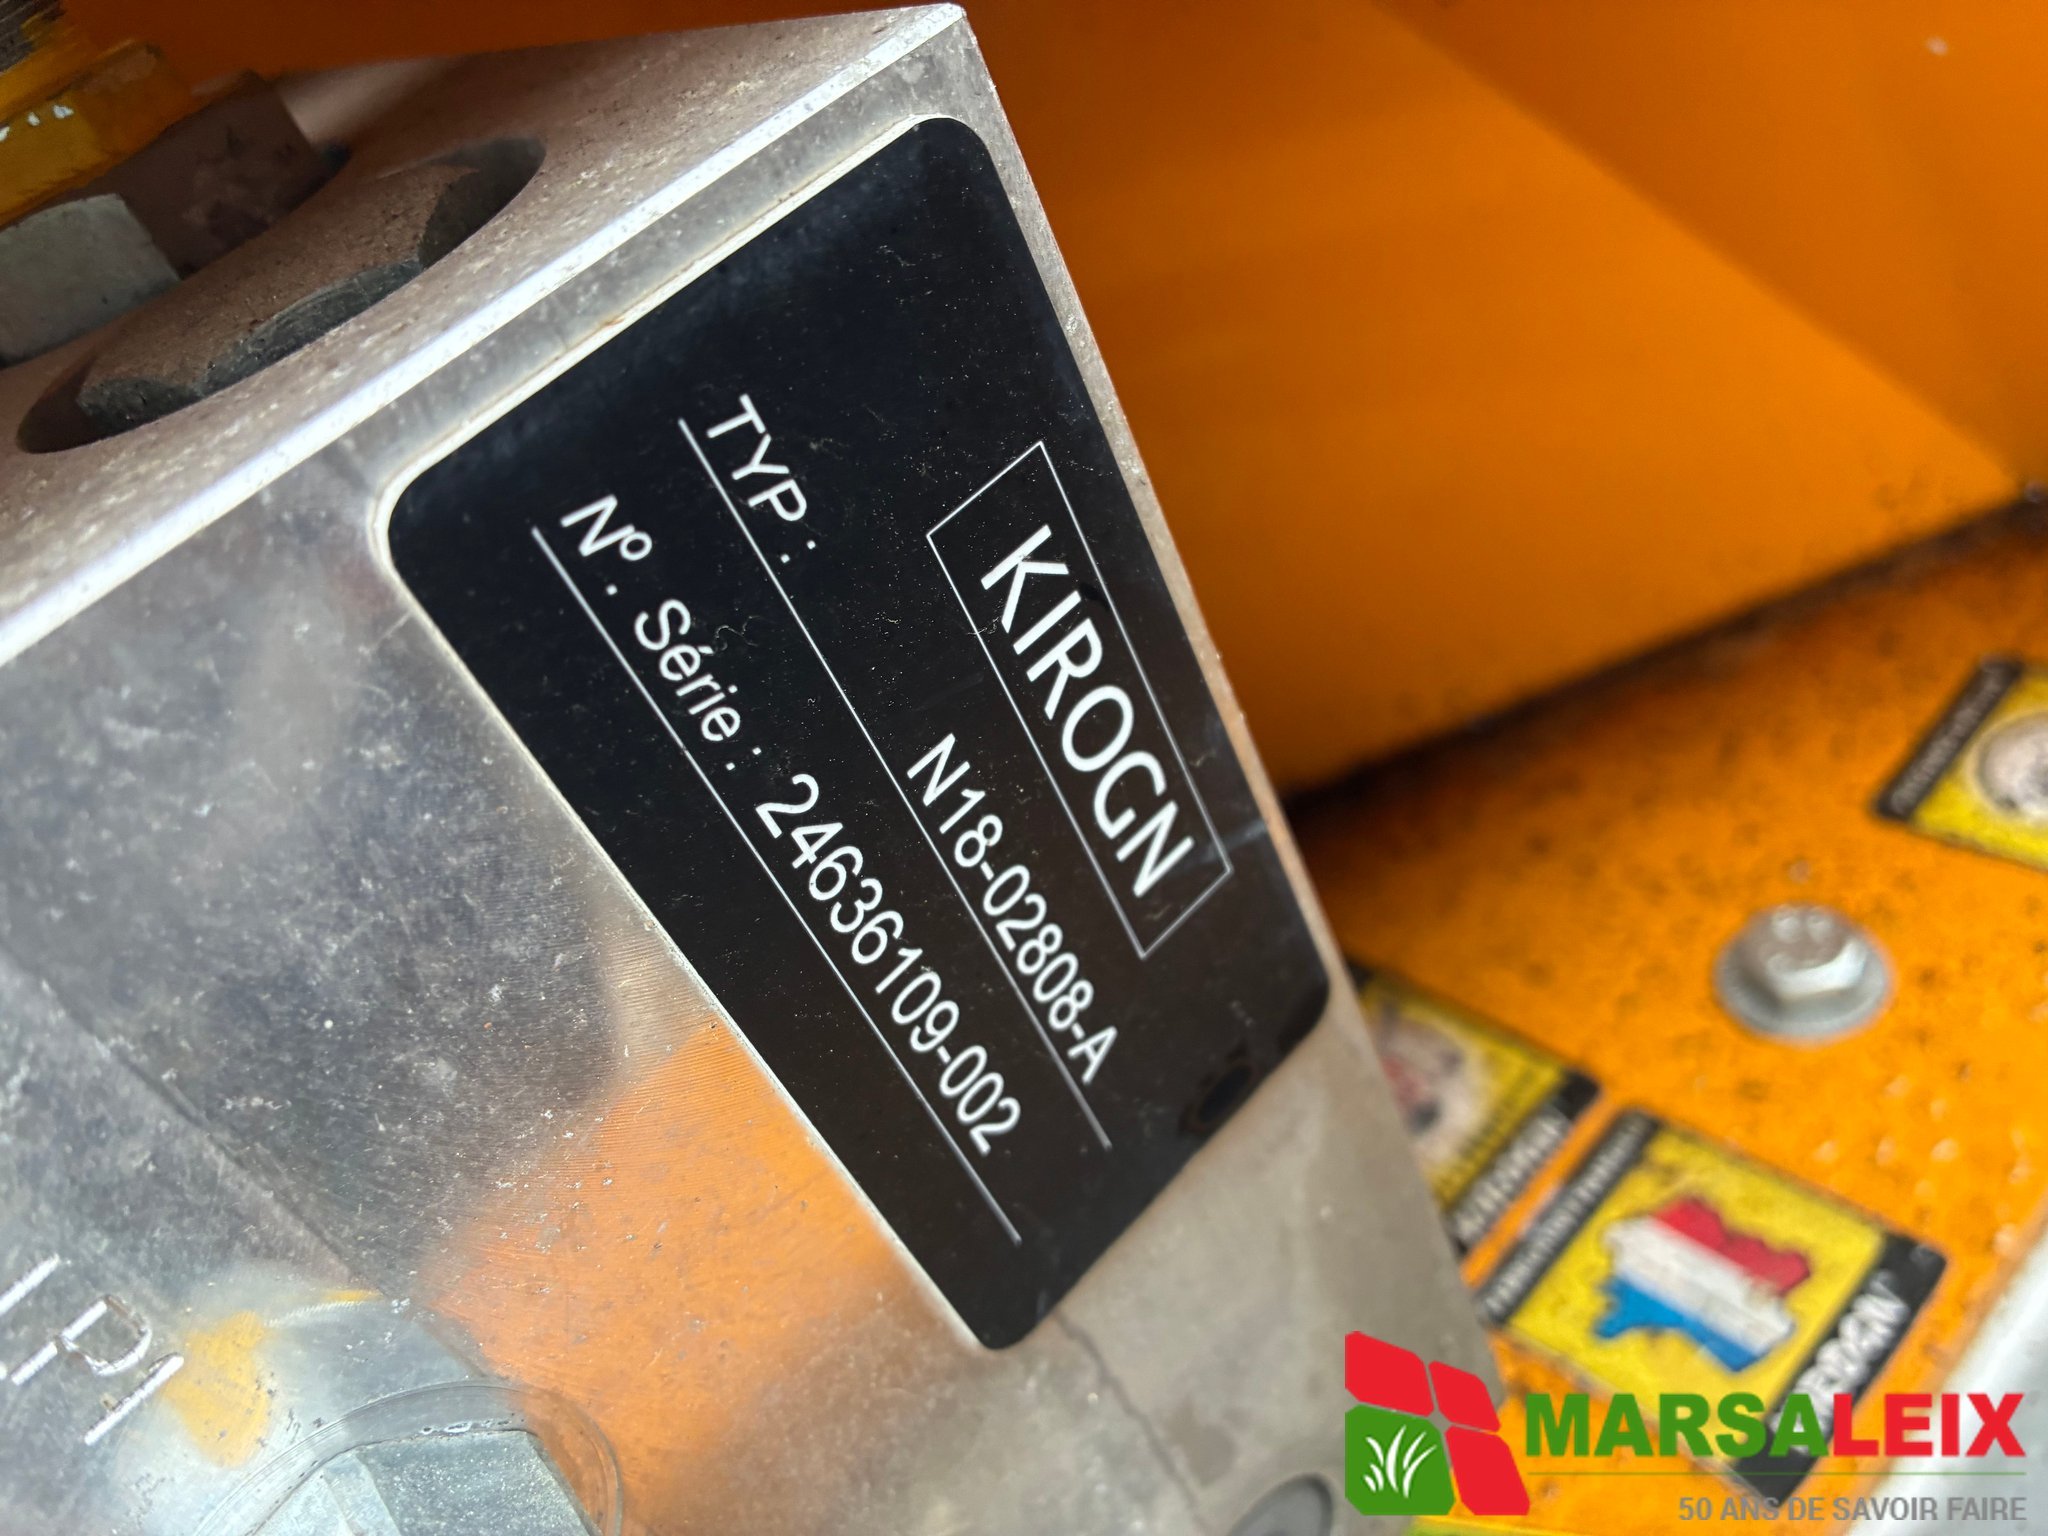 KIROGN
TYP : N18-02808-A
Nº. Série : 24636109-002
MARSALEIX
50 ANS DE SAVOIR FAIRE